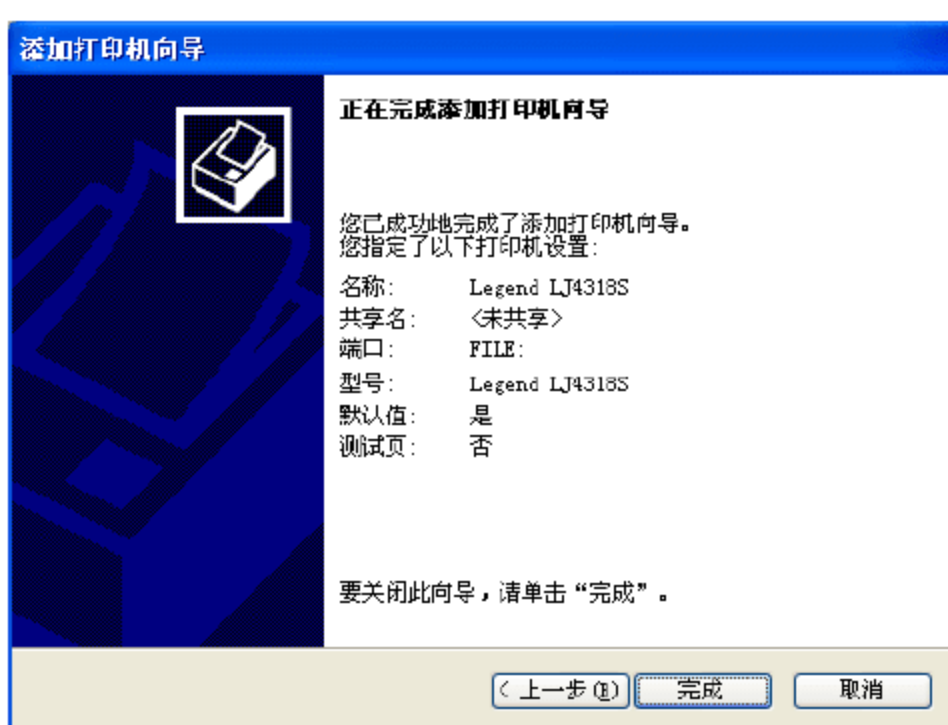 添加打印机向导
正在完成添加打印机向导
您已成功地完成了添加打印机向导。
您指定了以下打印机设置:
名称: Legend LJ4318S
共享名: <未共享>
端口: FILE:
型号: Legend LJ4318S
默认值: 是
测试页: 否
要关闭此向导,请单击“完成”。
< 上一步(B) 完成 取消